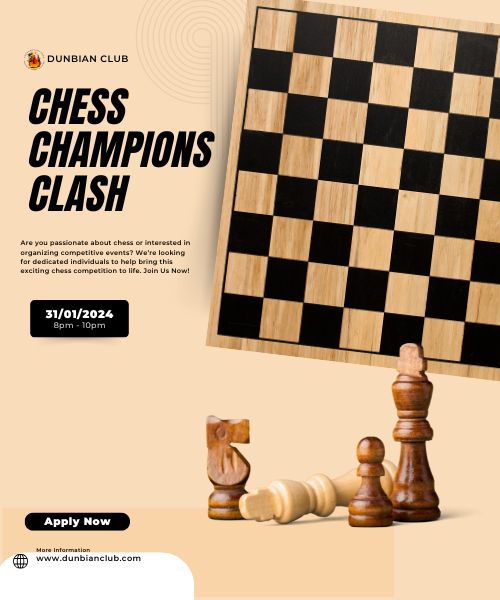 DUNBIAN CLUB
CHESS
CHAMPIONS
CLASH
Are you passionate about chess or interested in
organizing competitive events? We're looking
for dedicated individuals to help bring this
exciting chess competition to life. Join Us Now!
31/01/2024
8pm - 10pm
Apply Now
More Information
www.dunbianclub.com